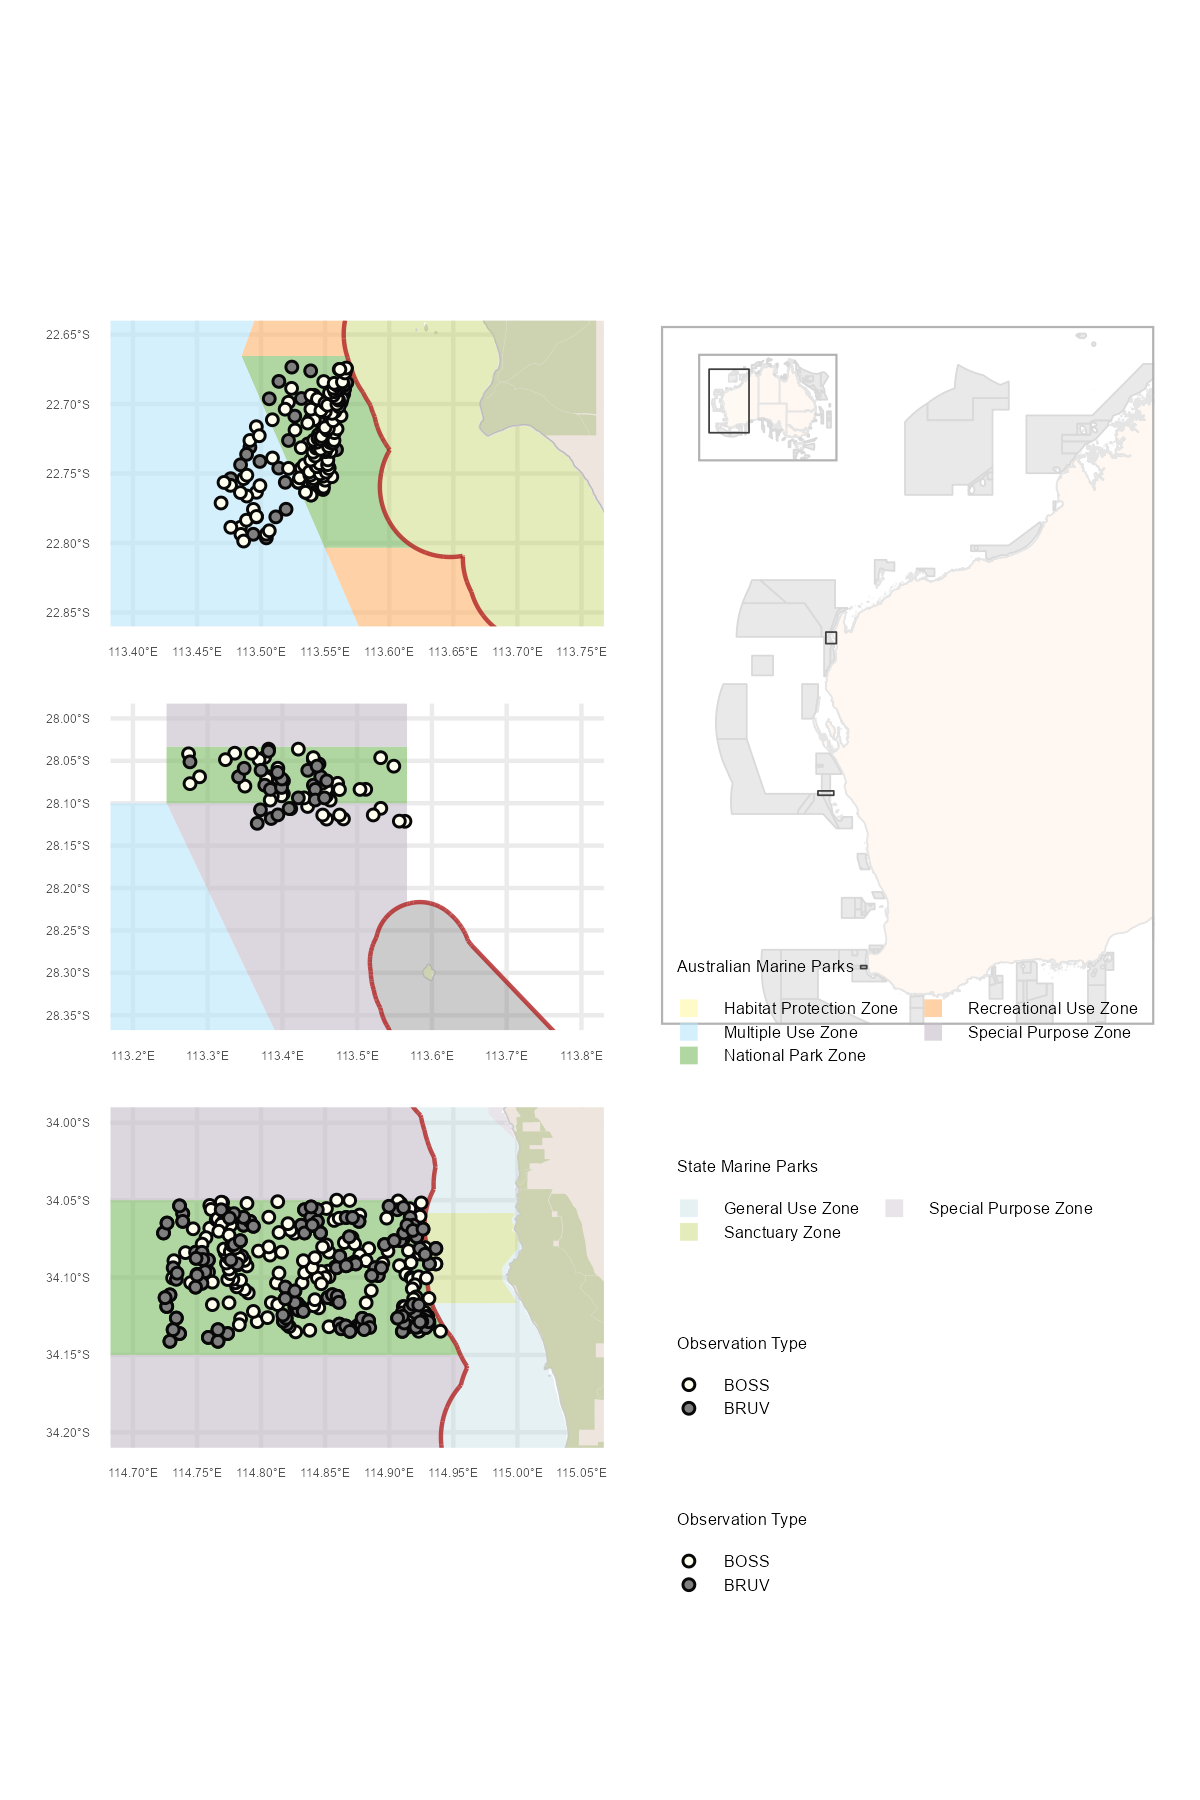 22.65°S
22.70°S
22.75°S
22.80°S
22.85°S
113.40°E 113.45°E 113.50°E 113.55°E 113.60°E 113.65°E 113.70°E 113.75°E
28.00°S
28.05°S
28.10°S
28.15°S
28.20°S
28.25°S
28.30°S
28.35°S
113.2°E 113.3°E 113.4°E 113.5°E 113.6°E 113.7°E 113.8°E
34.00°S
34.05°S
34.10°S
34.15°S
34.20°S
114.70°E 114.75°E 114.80°E 114.85°E 114.90°E 114.95°E 115.00°E 115.05°E
Australian Marine Parks
Habitat Protection Zone Recreational Use Zone
Multiple Use Zone Special Purpose Zone
National Park Zone
State Marine Parks
General Use Zone Special Purpose Zone
Sanctuary Zone
Observation Type
BOSS
BRUV
Observation Type
BOSS
BRUV